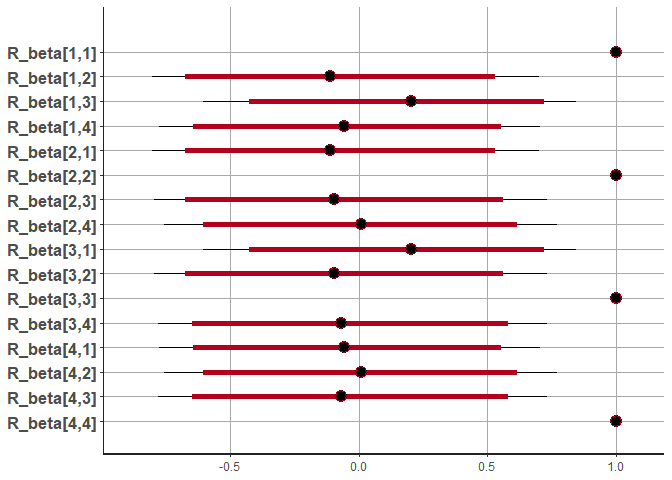 R_beta[1,1]
R_beta[1,2]
R_beta[1,3]
R_beta[1,4]
R_beta[2,1]
R_beta[2,2]
R_beta[2,3]
R_beta[2,4]
R_beta[3,1]
R_beta[3,2]
R_beta[3,3]
R_beta[3,4]
R_beta[4,1]
R_beta[4,2]
R_beta[4,3]
R_beta[4,4]
-0.5 0.0 0.5 1.0